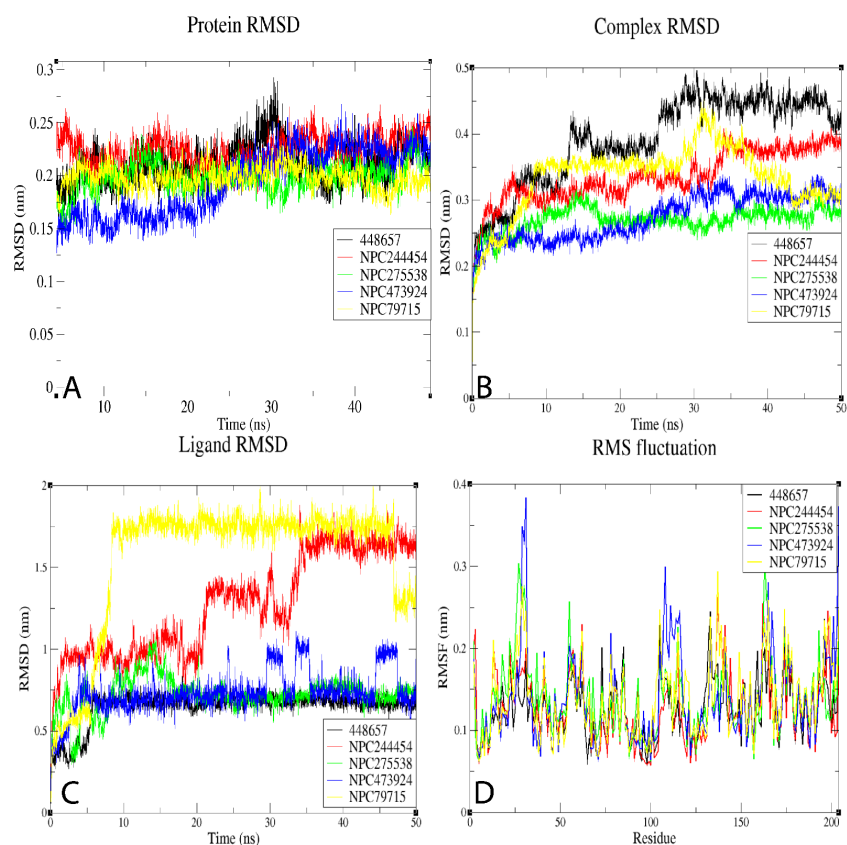 Protein RMSD
0.3
0.25
0.2
0.15
0.1
0.05
0
RMSD (nm)
448657
NPC244454
NPC275538
NPC473924
NPC79715
A
10
20
30
40
Time (ns)
Complex RMSD
0.5
0.4
0.3
0.2
0.1
0
RMSD (nm)
448657
NPC244454
NPC275538
NPC473924
NPC79715
B
0
10
20
30
40
50
Time (ns)
Ligand RMSD
2
1.5
1
0.5
0
RMSD (nm)
448657
NPC244454
NPC275538
NPC473924
NPC79715
C
0
10
20
30
40
50
Time (ns)
RMS fluctuation
0.4
0.3
0.2
0.1
0
RMSF (nm)
448657
NPC244454
NPC275538
NPC473924
NPC79715
D
0
50
100
150
200
Residue